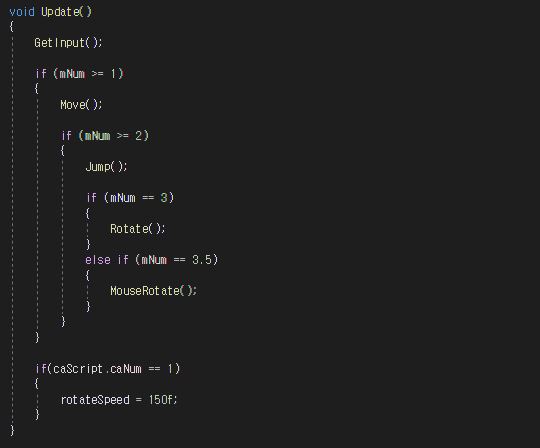 void Update()
{
GetInput();
if (mNum >= 1)
{
Move();
if (mNum >= 2)
{
Jump();
if (mNum == 3)
{
Rotate();
}
else if (mNum == 3.5)
{
MouseRotate();
}
}
}
if(caScript.caNum == 1)
{
rotateSpeed = 150f;
}
}